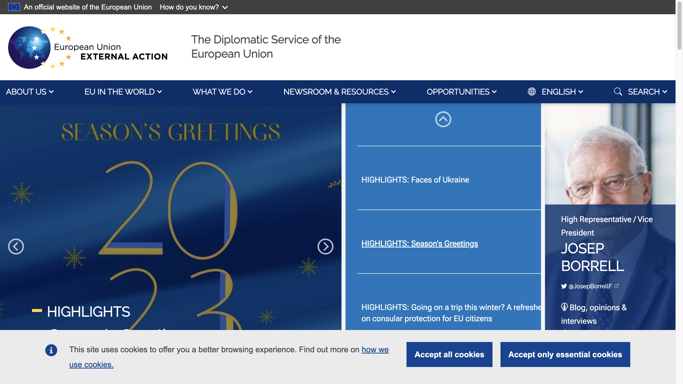 An official website of the European Union How do you know?
European Union
EXTERNAL ACTION
The Diplomatic Service of the
European Union
ABOUT US
EU IN THE WORLD
WHAT WE DO
NEWSROOM & RESOURCES
OPPORTUNITIES
ENGLISH
SEARCH
SEASON'S GREETINGS
2023
HIGHLIGHTS
HIGHLIGHTS: Faces of Ukraine
HIGHLIGHTS: Season's Greetings
HIGHLIGHTS: Going on a trip this winter? A refreshe
on consular protection for EU citizens
High Representative / Vice
President
JOSEP
BORRELL
@JosepBorrellF
Blog, opinions &
interviews
This site uses cookies to offer you a better browsing experience. Find out more on how we
use cookies.
Accept all cookies
Accept only essential cookies